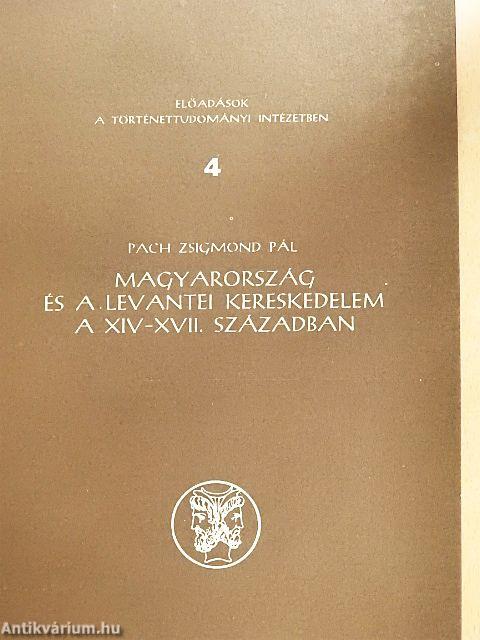 ELŐADÁSOK
A TÖRTÉNETTUDOMÁNYI INTÉZETBEN
4
PACH ZSIGMOND PÁL
MAGYARORSZÁG
ÉS A LEVANTEI KERESKEDELEM
A XIV–XVII. SZÁZADBAN
Antikvárium.hu